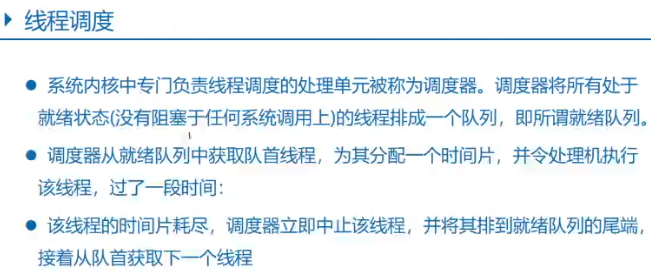 线程调度
系统内核中专门负责线程调度的处理单元被称为调度器。调度器将所有处于
就绪状态(没有阻塞于任何系统调用上)的线程排成一个队列，即所谓就绪队列。
调度器从就绪队列中获取队首线程，为其分配一个时间片，并令处理机执行
该线程，过了一段时间：
该线程的时间片耗尽，调度器立即中止该线程，并将其排到就绪队列的尾端，
接着从队首获取下一个线程